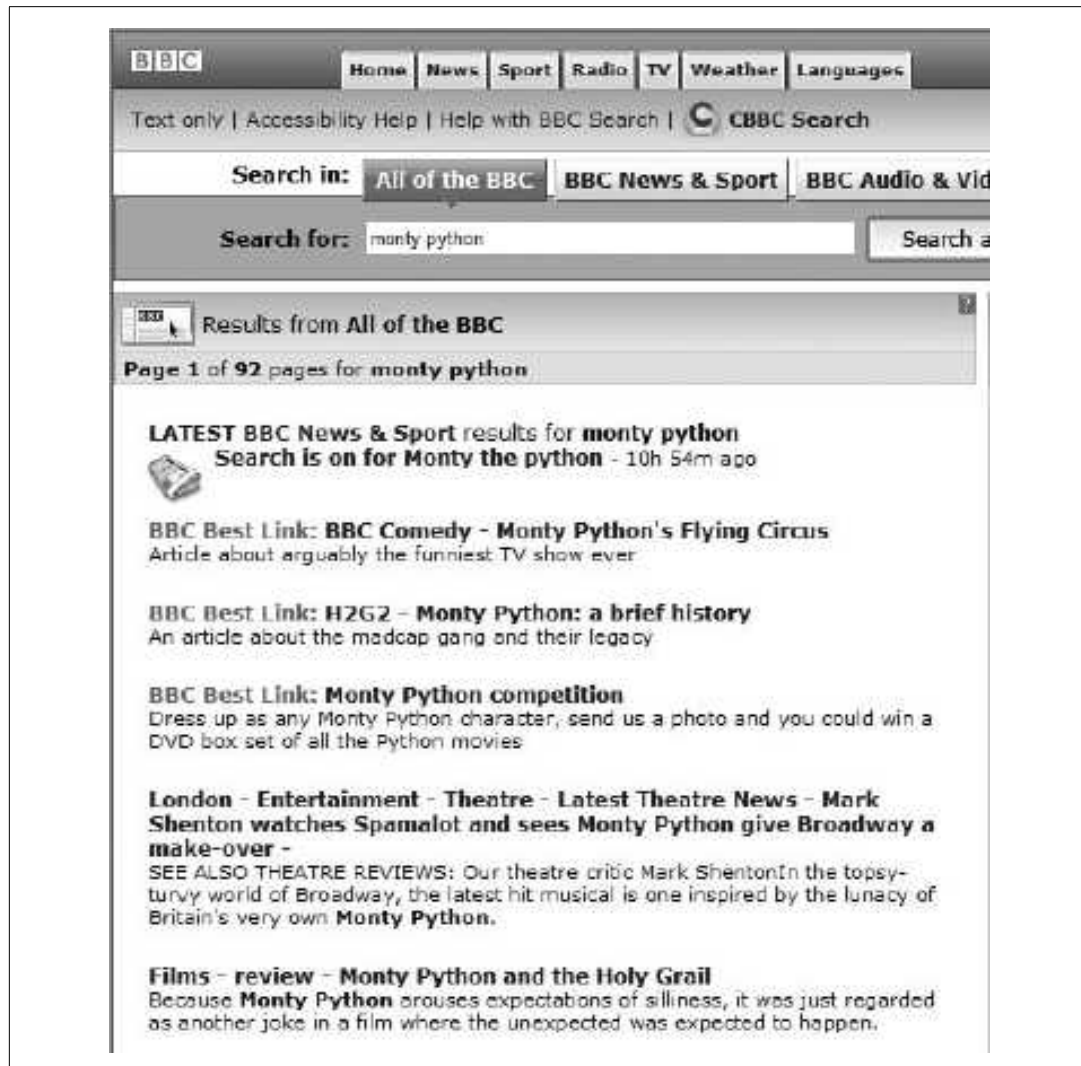 BBC
Home News Sport Radio TV Weather Languages
Text only | Accessibility Help | Help with BBC Search | C CBBC Search
Search in: All of the BBC BBC News & Sport BBC Audio & Vid
Search for: monty python Search a
BBC Results from All of the BBC ?
Page 1 of 92 pages for monty python
LATEST BBC News & Sport results for monty python
Search is on for Monty the python - 10h 54m ago
BBC Best Link: BBC Comedy - Monty Python's Flying Circus
Article about arguably the funniest TV show ever
BBC Best Link: H2G2 - Monty Python: a brief history
An article about the madcap gang and their legacy
BBC Best Link: Monty Python competition
Dress up as any Monty Python character, send us a photo and you could win a
DVD box set of all the Python movies
London - Entertainment - Theatre - Latest Theatre News - Mark
Shenton watches Spamalot and sees Monty Python give Broadway a
make-over -
SEE ALSO THEATRE REVIEWS: Our theatre critic Mark ShentonIn the topsy-
turvy world of Broadway, the latest hit musical is one inspired by the lunacy of
Britain's very own Monty Python.
Films - review - Monty Python and the Holy Grail
Because Monty Python arouses expectations of silliness, it was just regarded
as another joke in a film where the unexpected was expected to happen.